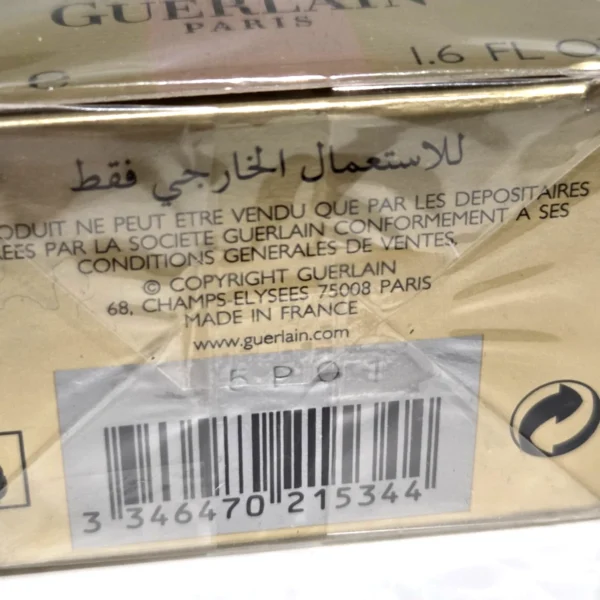 GUERLAIN
PARIS
1.6 FL O
للاستعمال الخارجي فقط
ODUIT NE PEUT ETRE VENDU QUE PAR LES DEPOSITAIRES
EES PAR LA SOCIETE GUERLAIN CONFORMEMENT A SES
CONDITIONS GENERALES DE VENTES.
© COPYRIGHT GUERLAIN
68, CHAMPS-ELYSEES 75008 PARIS
MADE IN FRANCE
www.guerlain.com
5P01
3 346470 215344